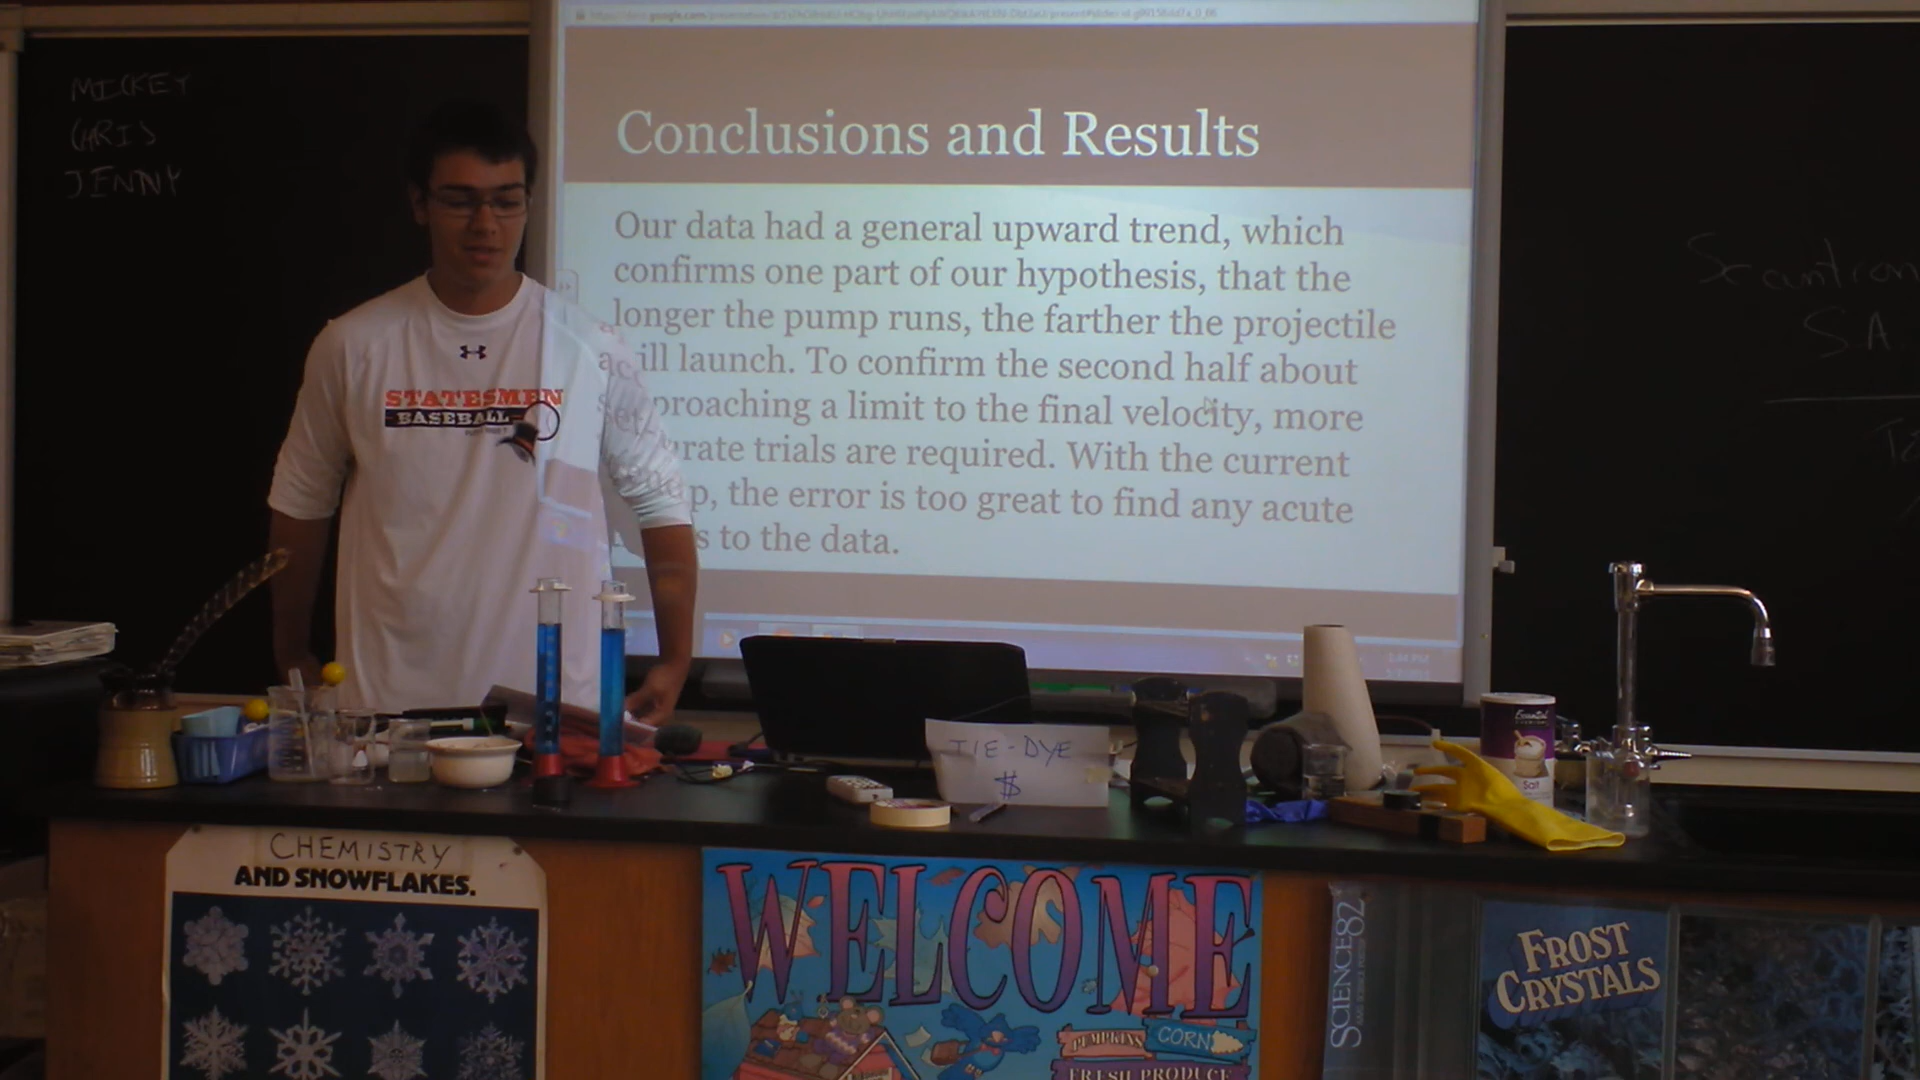 MICKEY
CHRIS
JENNY
Conclusions and Results
Our data had a general upward trend, which
confirms one part of our hypothesis, that the
longer the pump runs, the farther the projectile
will launch. To confirm the second half about
approaching a limit to the final velocity, more
accurate trials are required. With the current
setup, the error is too great to find any acute
to the data.
STATESMEN
BASEBALL
Scantron
S.A.
TIE-DYE
$
Essential
Salt
CHEMISTRY
AND SNOWFLAKES.
WELCOME
PUMPKINS
CORN
FRESH PRODUCE
SCIENCE82
FROST
CRYSTALS